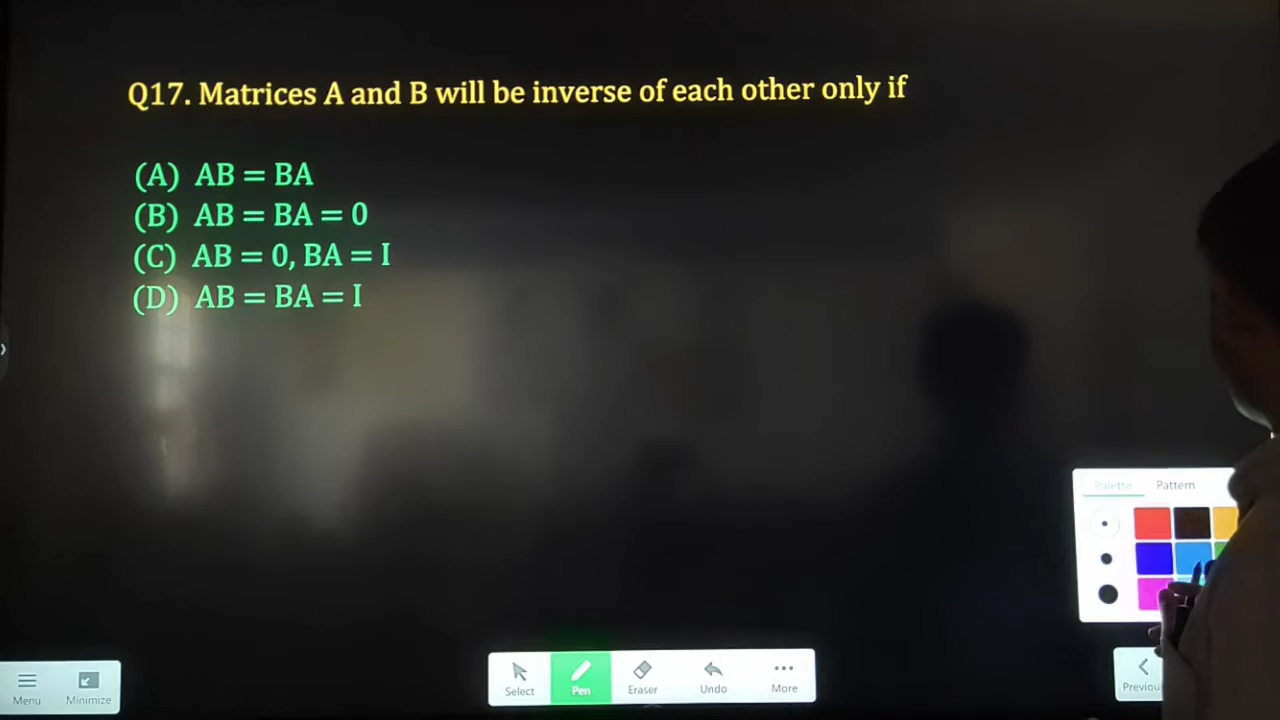 Q17. Matrices A and B will be inverse of each other only if
(A) AB = BA
(B) AB = BA = 0
(C) AB = 0, BA = I
(D) AB = BA = I
Palette Pattern
Menu
Minimize
Select
Pen
Eraser
Undo
More